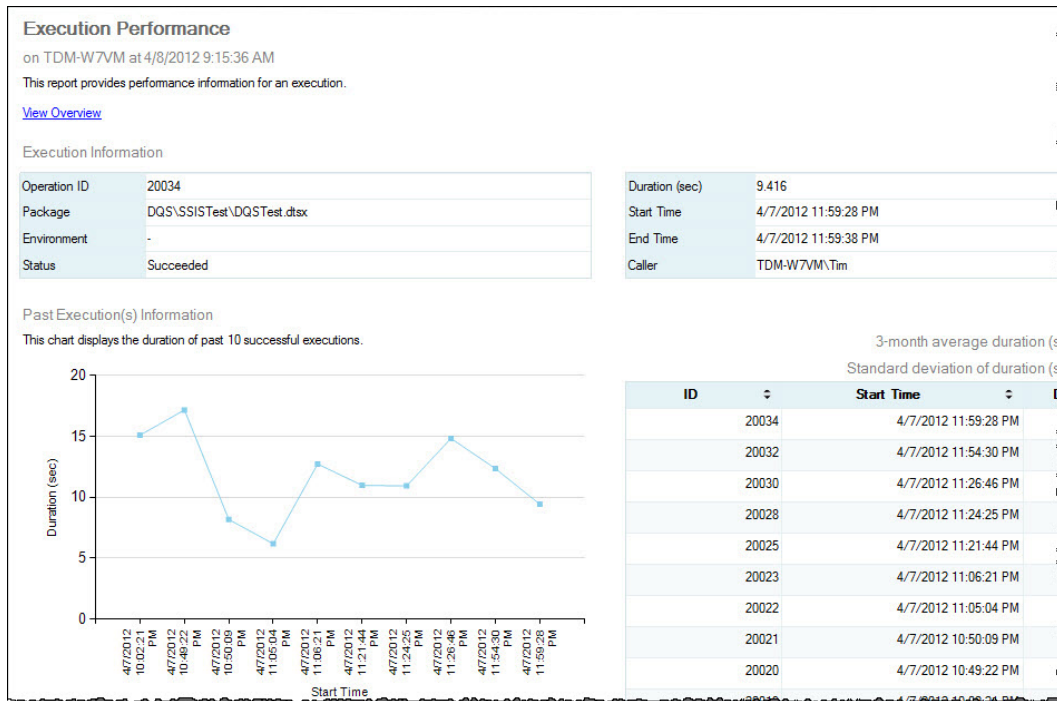 Execution Performance
on TDM-W7VM at 4/8/2012 9:15:36 AM
This report provides performance information for an execution.
View Overview
Execution Information
Operation ID 20034
Package DQS\SSISTest\DQSTest.dtsx
Environment -
Status Succeeded
Duration (sec) 9.416
Start Time 4/7/2012 11:59:28 PM
End Time 4/7/2012 11:59:38 PM
Caller TDM-W7VM\Tim
Past Execution(s) Information
This chart displays the duration of past 10 successful executions.
20
15
10
5
0
Duration (sec)
4/7/2012 10:02:21 PM
4/7/2012 10:49:22 PM
4/7/2012 10:50:09 PM
4/7/2012 11:05:04 PM
4/7/2012 11:06:21 PM
4/7/2012 11:21:44 PM
4/7/2012 11:24:25 PM
4/7/2012 11:26:46 PM
4/7/2012 11:54:30 PM
4/7/2012 11:59:28 PM
Start Time
3-month average duration
Standard deviation of duration
ID Start Time
20034 4/7/2012 11:59:28 PM
20032 4/7/2012 11:54:30 PM
20030 4/7/2012 11:26:46 PM
20028 4/7/2012 11:24:25 PM
20025 4/7/2012 11:21:44 PM
20023 4/7/2012 11:06:21 PM
20022 4/7/2012 11:05:04 PM
20021 4/7/2012 10:50:09 PM
20020 4/7/2012 10:49:22 PM